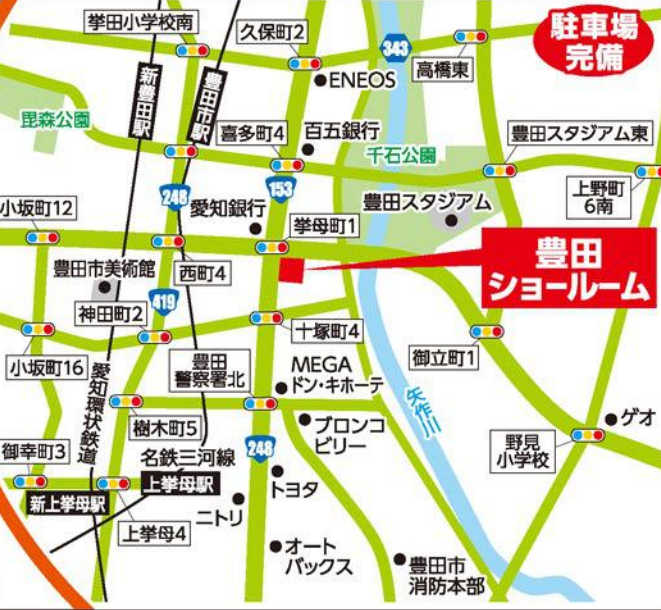 挙田小学校南
久保町2
343
高橋東
駐車場
完備
新豊田駅
豊田市駅
ENEOS
毘森公園
喜多町4
百五銀行
千石公園
豊田スタジアム東
248
153
上野町
6南
小坂町12
愛知銀行
挙母町1
豊田スタジアム
豊田
ショールーム
豊田市美術館
西町4
419
神田町2
十塚町4
御立町1
小坂町16
愛知環状鉄道
豊田
警察署北
MEGA
ドン・キホーテ
矢作川
樹木町5
ブロンコ
ビリー
ゲオ
野見
小学校
御幸町3
名鉄三河線
248
上挙母駅
トヨタ
新上挙母駅
ニトリ
上挙母4
オート
バックス
豊田市
消防本部